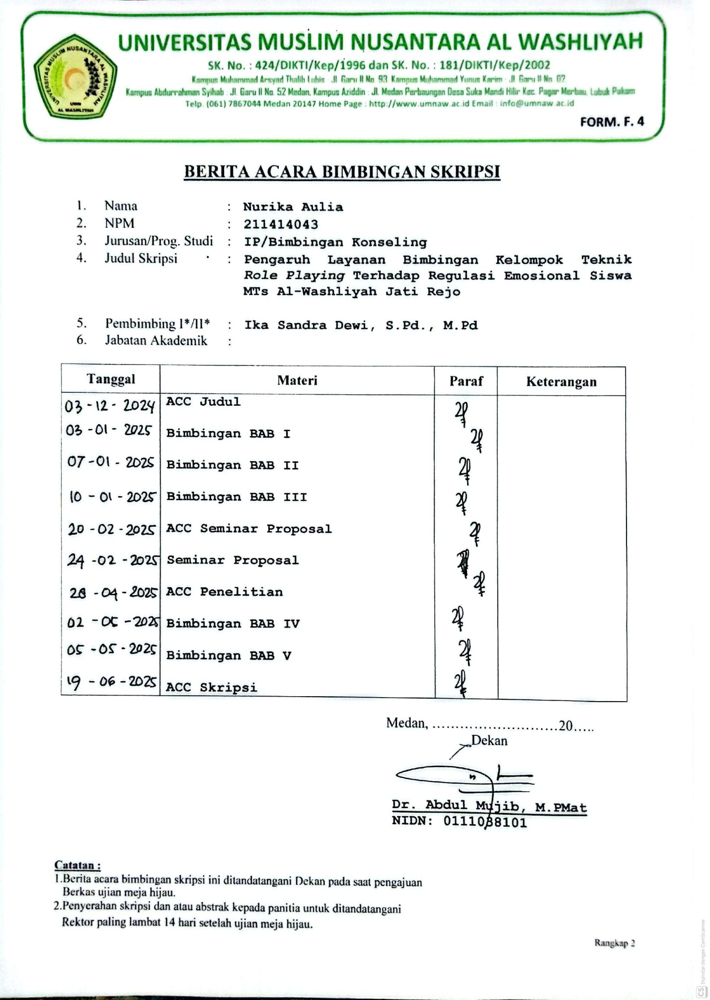 UNIVERSITAS MUSLIM NUSANTARA AL WASHLIYAH
SK. No. : 424/DIKTI/Kep/1996 dan SK. No. : 181/DIKTI/Kep/2002
Kampus Muhammad Arsyad Thalib Lubis : Jl. Garu II No. 93 Kampus Muhammad Yunus Karim : Jl. Garu II No. 02
Kampus Abdurrahman Syihab : Jl. Garu II No. 52 Medan, Kampus Aziddin : Jl. Medan Perbaungan Desa Suka Mandi Hilir Kec. Pagar Merbau, Lubuk Pakam
Telp. (061) 7867044 Medan 20147 Home Page : http://www.umnaw.ac.id Email : info@umnaw.ac.id
UNIVERSITAS MUSLIM NUSANTARA AL WASHLIYAH
UMN
AL WASHLIYAH
FORM. F. 4
BERITA ACARA BIMBINGAN SKRIPSI
1. Nama : Nurika Aulia
2. NPM : 211414043
3. Jurusan/Prog. Studi : IP/Bimbingan Konseling
4. Judul Skripsi : Pengaruh Layanan Bimbingan Kelompok Teknik
Role Playing Terhadap Regulasi Emosional Siswa
MTs Al-Washliyah Jati Rejo
5. Pembimbing I*/II* : Ika Sandra Dewi, S.Pd., M.Pd
6. Jabatan Akademik :
Tanggal Materi Paraf Keterangan
03-12-2024 ACC Judul
03-01-2025 Bimbingan BAB I
07-01-2025 Bimbingan BAB II
10-01-2025 Bimbingan BAB III
20-02-2025 ACC Seminar Proposal
24-02-2025 Seminar Proposal
28-04-2025 ACC Penelitian
02-05-2025 Bimbingan BAB IV
05-05-2025 Bimbingan BAB V
19-06-2025 ACC Skripsi
Medan, ...........................20.....
Dekan
Dr. Abdul Mujib, M.PMat
NIDN: 0111038101
Catatan :
1.Berita acara bimbingan skripsi ini ditandatangani Dekan pada saat pengajuan
Berkas ujian meja hijau.
2.Penyerahan skripsi dan atau abstrak kepada panitia untuk ditandatangani
Rektor paling lambat 14 hari setelah ujian meja hijau.
Rangkap 2
CS Dipindai dengan CamScanner